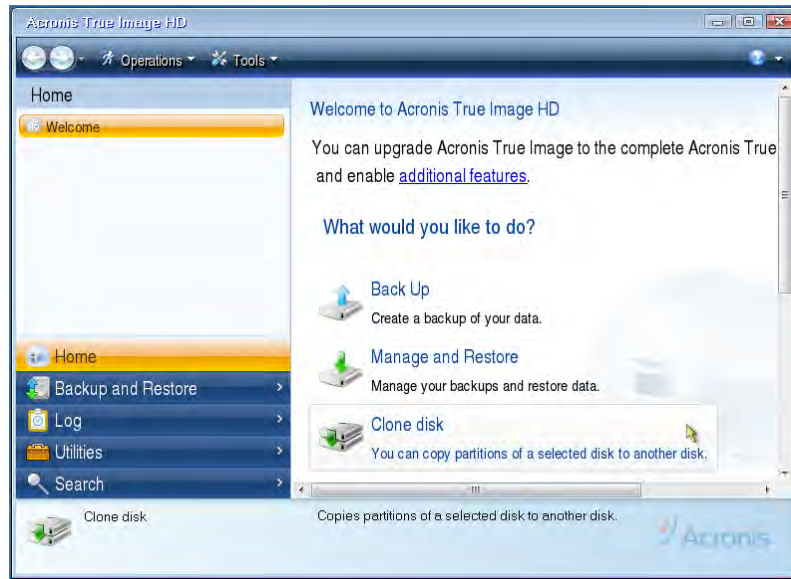 Acronis True Image HD
Operations Tools
Home
Welcome
Home
Backup and Restore
Log
Utilities
Search
Welcome to Acronis True Image HD
You can upgrade Acronis True Image to the complete Acronis True
and enable additional features.
What would you like to do?
Back Up
Create a backup of your data.
Manage and Restore
Manage your backups and restore data.
Clone disk
You can copy partitions of a selected disk to another disk.
Clone disk
Copies partitions of a selected disk to another disk.
Acronis